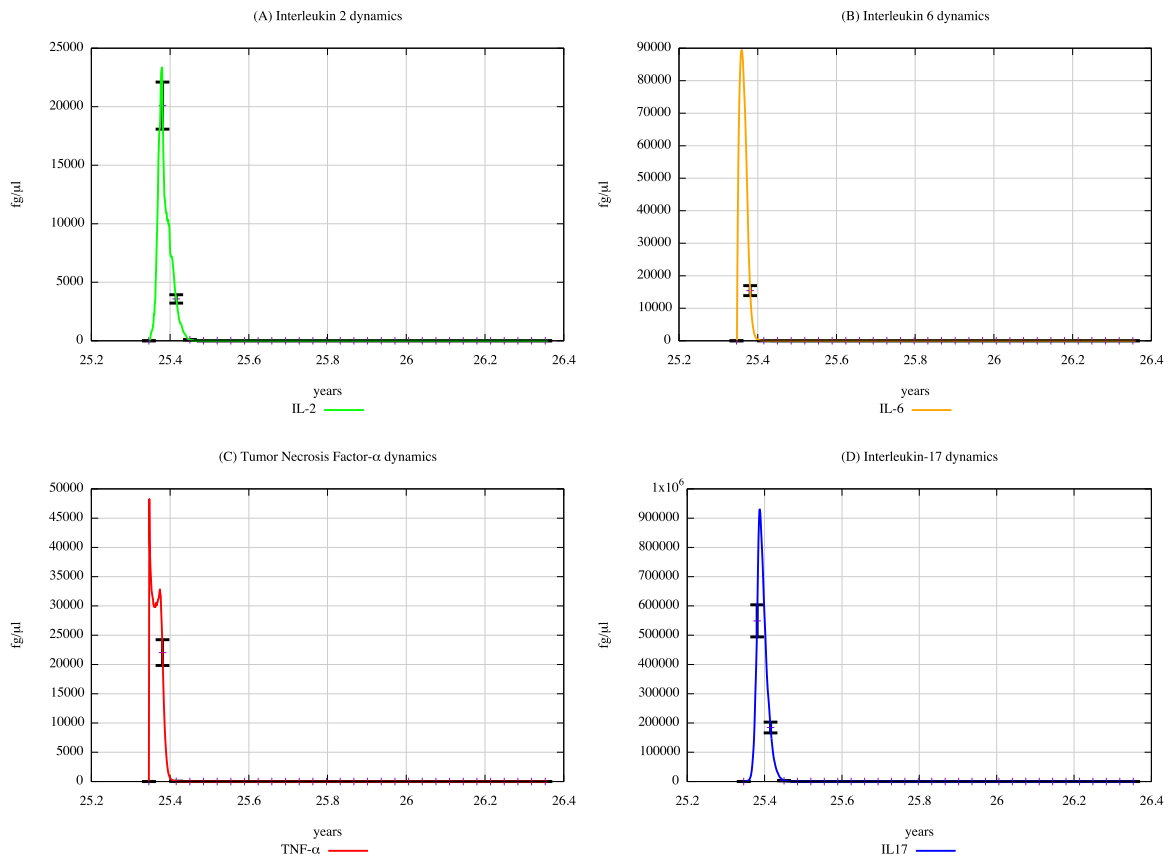 (A) Interleukin 2 dynamics
25000
20000
15000
10000
5000
0
fg/μl
25.2 25.4 25.6 25.8 26 26.2 26.4
years
IL-2
(B) Interleukin 6 dynamics
90000
80000
70000
60000
50000
40000
30000
20000
10000
0
fg/μl
25.2 25.4 25.6 25.8 26 26.2 26.4
years
IL-6
(C) Tumor Necrosis Factor-α dynamics
50000
45000
40000
35000
30000
25000
20000
15000
10000
5000
0
fg/μl
25.2 25.4 25.6 25.8 26 26.2 26.4
years
TNF-α
(D) Interleukin-17 dynamics
1x10⁶
900000
800000
700000
600000
500000
400000
300000
200000
100000
0
fg/μl
25.2 25.4 25.6 25.8 26 26.2 26.4
years
IL17